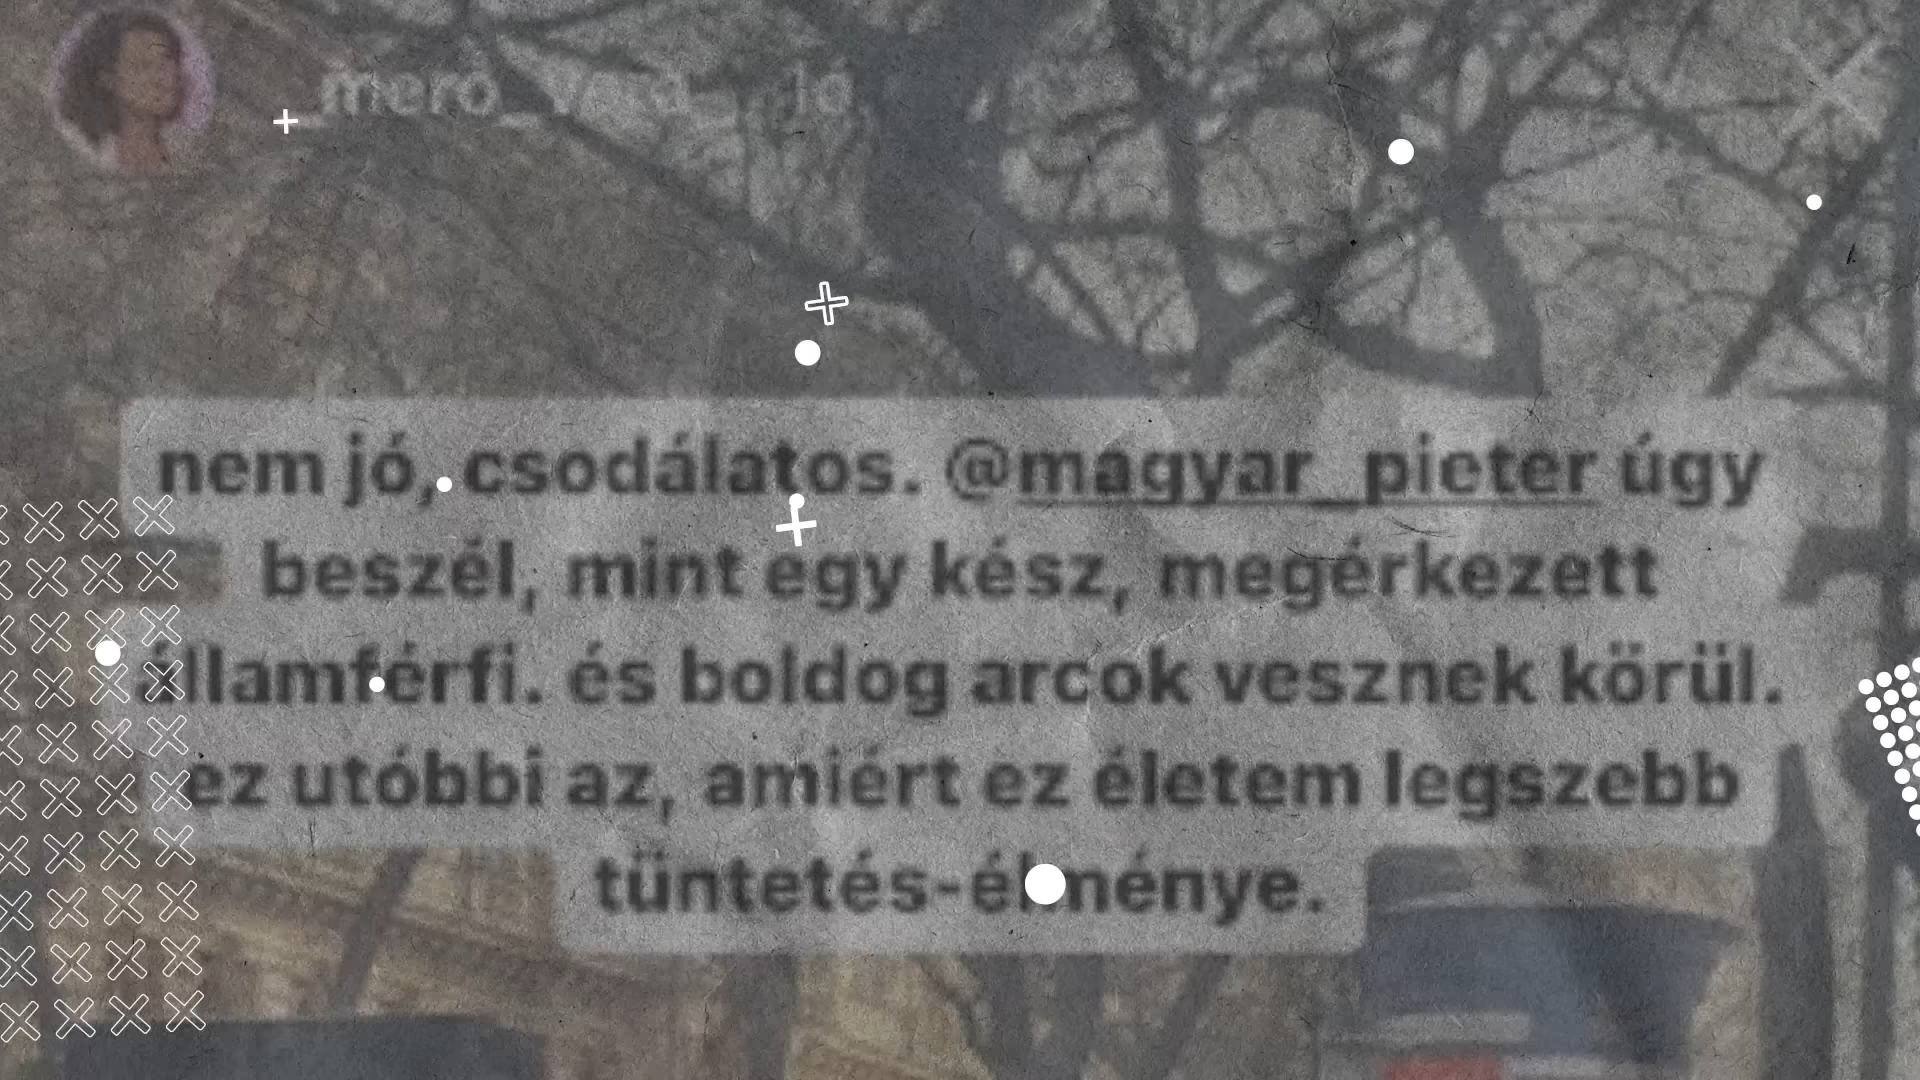 nem jó, csodálatos. @magyar_pieter úgy
beszél, mint egy kész, megérkezett
államférfi. és boldog arcok vesznek körül.
ez utóbbi az, amiért ez életem legszebb
tüntetés-élménye.